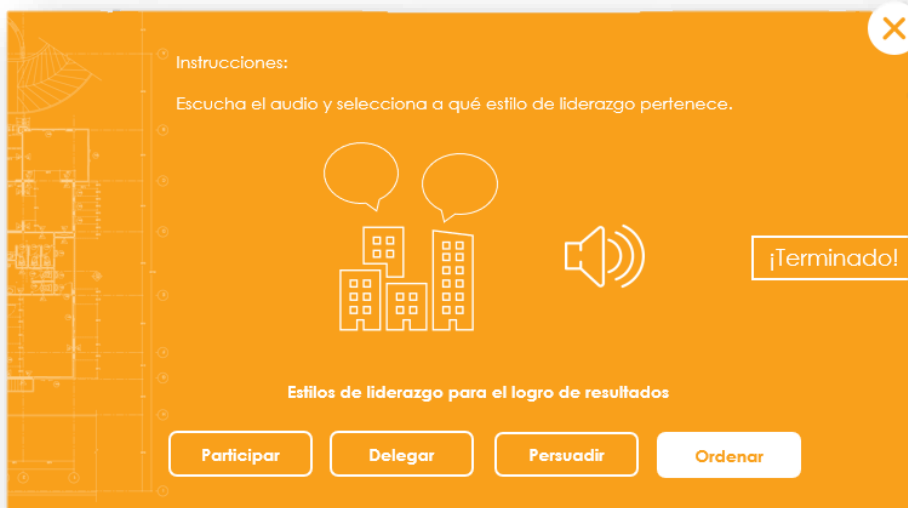 Instrucciones:
Escucha el audio y selecciona a qué estilo de liderazgo pertenece.
¡Terminado!
Estilos de liderazgo para el logro de resultados
Participar
Delegar
Persuadir
Ordenar